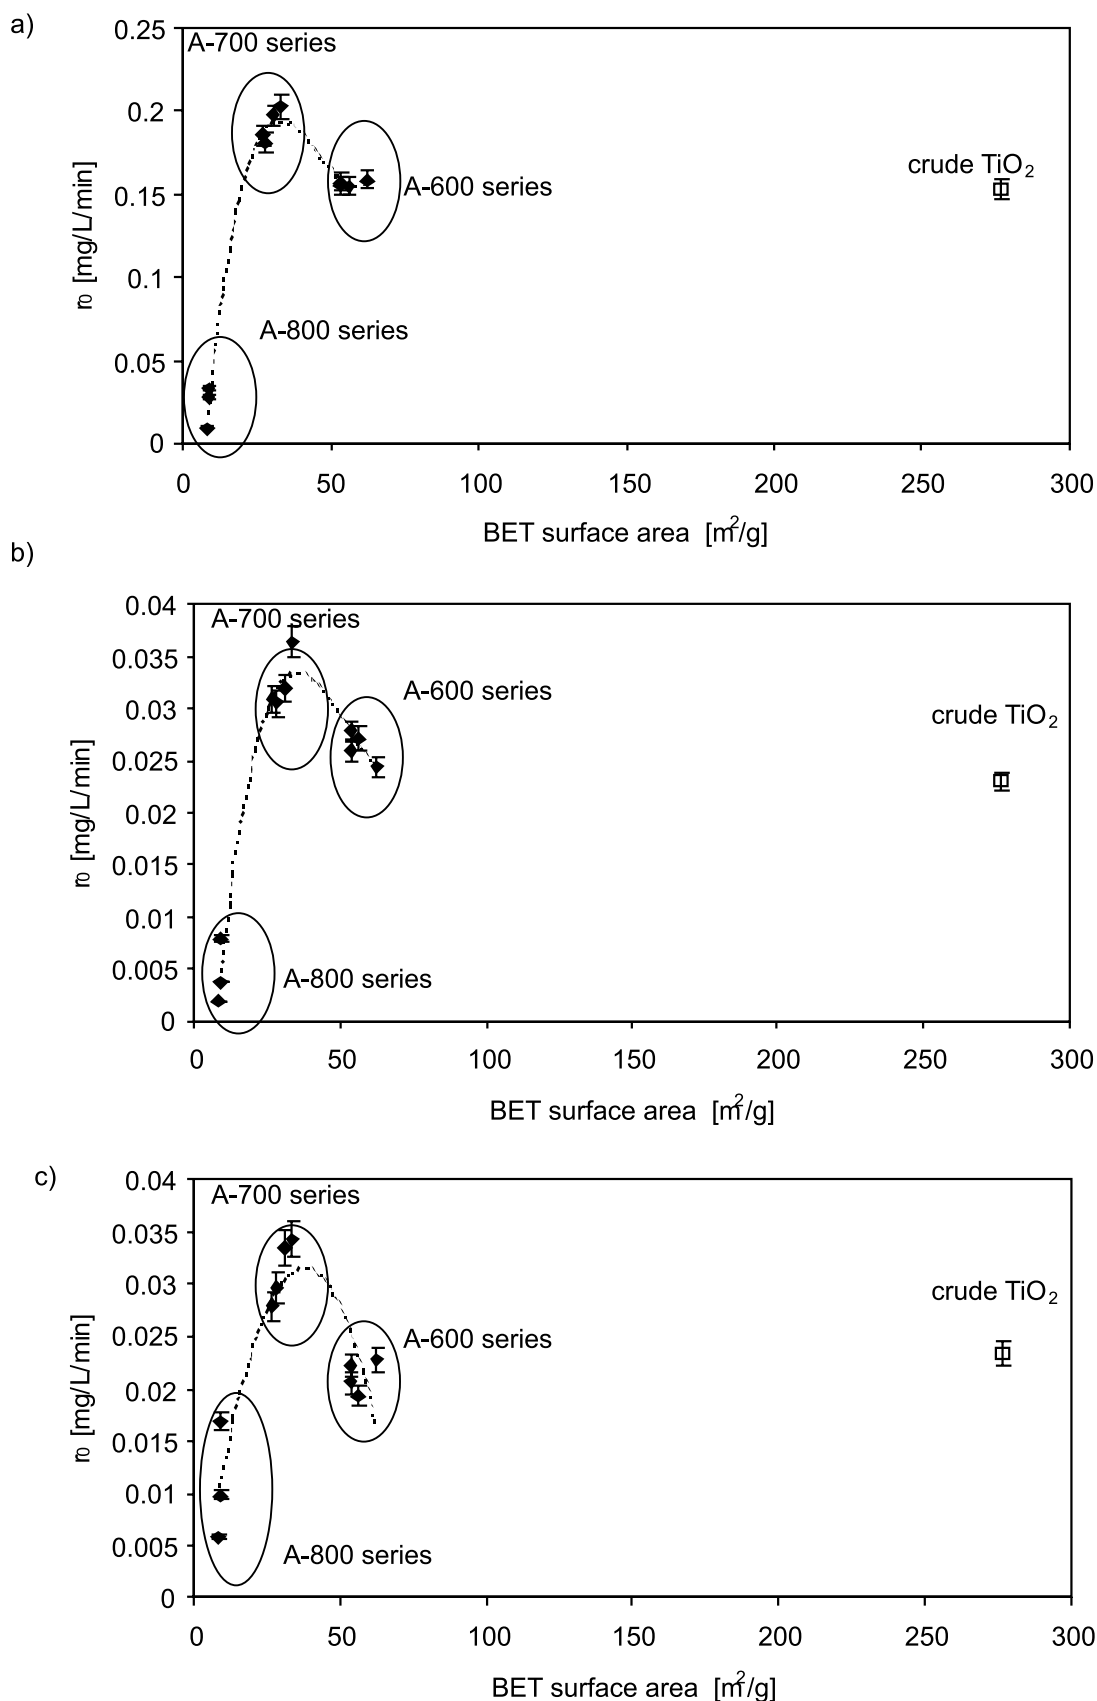 a)
0.25
A-700 series
0.2
crude TiO₂
A-600 series
0.15
r₀ [mg/L/min]
0.1
A-800 series
0.05
0
0 50 100 150 200 250 300
BET surface area [m²/g]
b)
0.04
A-700 series
0.035
A-600 series
0.03
crude TiO₂
0.025
r₀ [mg/L/min]
0.02
0.015
0.01
A-800 series
0.005
0
0 50 100 150 200 250 300
BET surface area [m²/g]
c)
0.04
A-700 series
0.035
A-600 series
0.03
crude TiO₂
0.025
r₀ [mg/L/min]
0.02
0.015
0.01
A-800 series
0.005
0
0 50 100 150 200 250 300
BET surface area [m²/g]